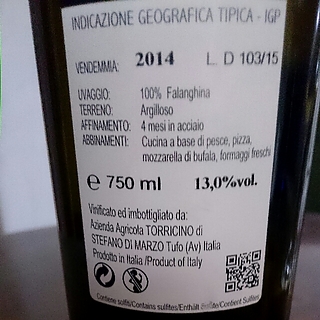 INDICAZIONE GEOGRAFICA TIPICA - IGP
VENDEMMIA: 2014 L. D 103/15
UVAGGIO: 100% Falanghina
TERRENO: Argilloso
AFFINAMENTO: 4 mesi in acciaio
ABBINAMENTI: Cucina a base di pesce, pizza,
mozzarella di bufala, formaggi freschi
℮ 750 ml 13,0%vol.
Vinificato ed imbottigliato da:
Azienda Agricola TORRICINO di
STEFANO DI MARZO Tufo (Av) Italia
Prodotto in Italia /Product of Italy
Contiene solfiti/Contains sulfites/Enthält Sulfite/Contient Sulfites